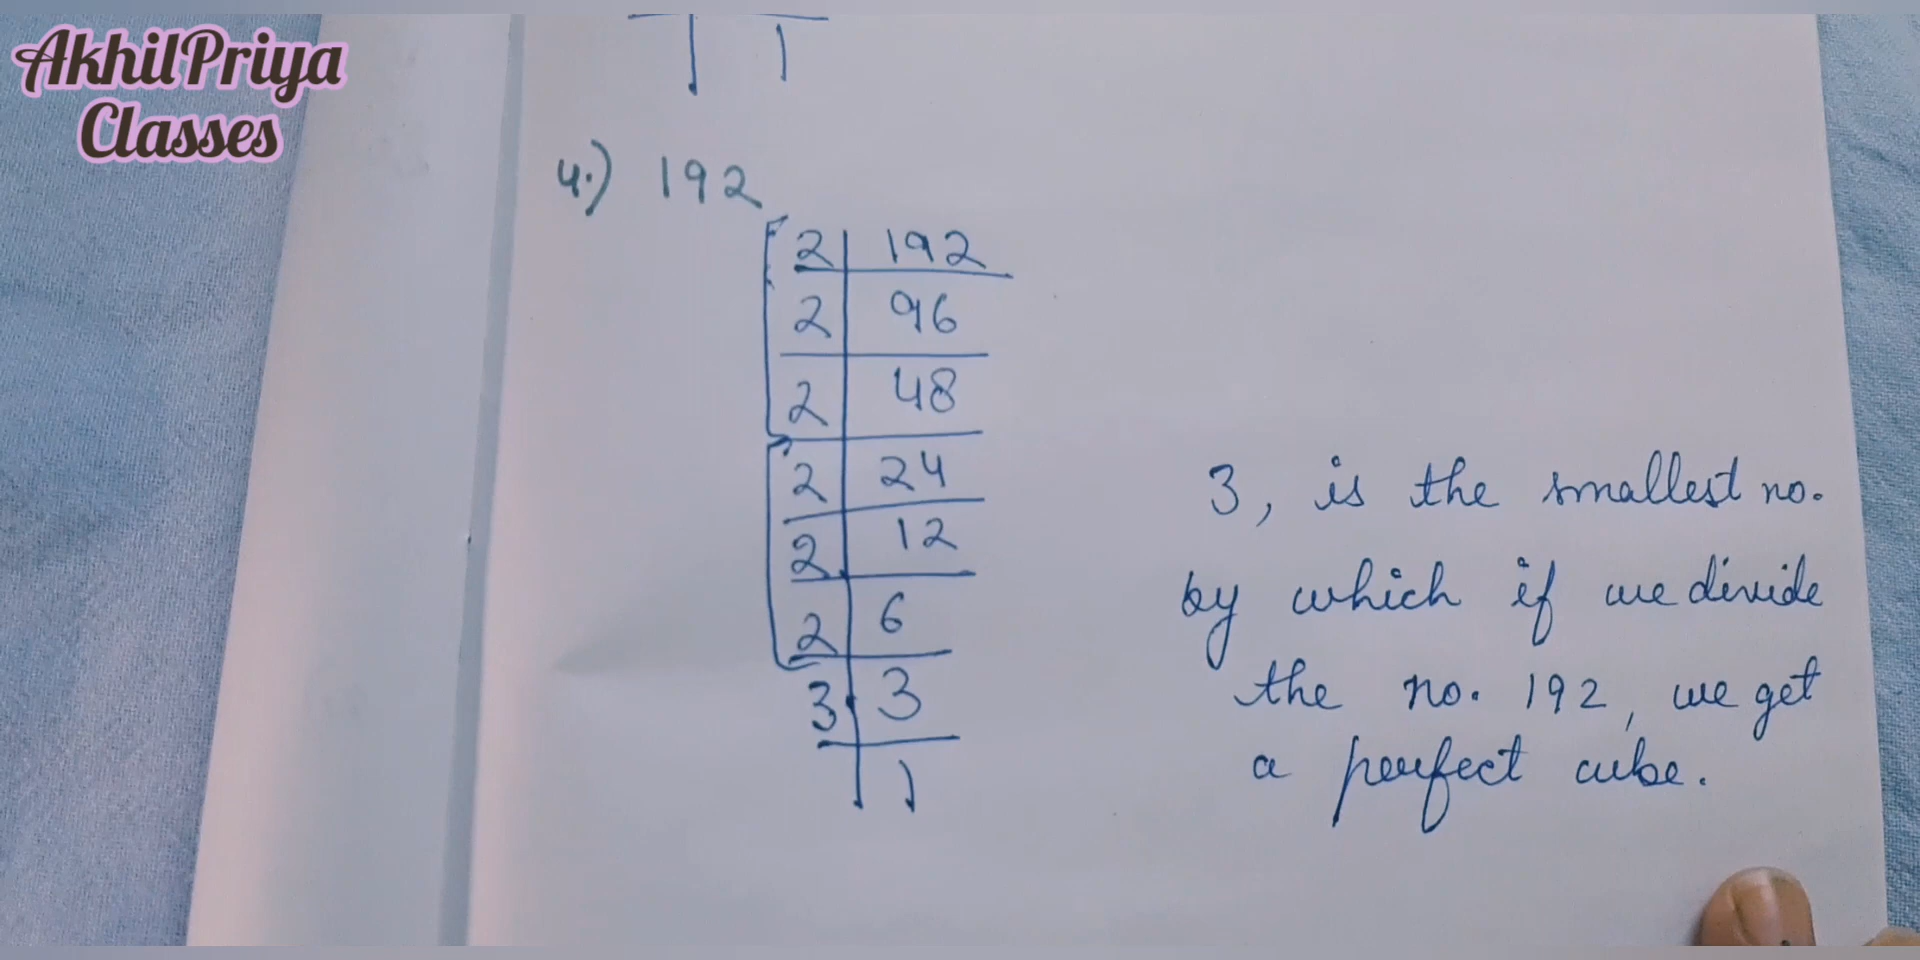 AkhilPriya
Classes
1
4.) 192
2 192
2 96
2 48
2 24
2 12
2 6
3 3
1
3, is the smallest no.
by which if we divide
the no. 192, we get
a perfect cube.